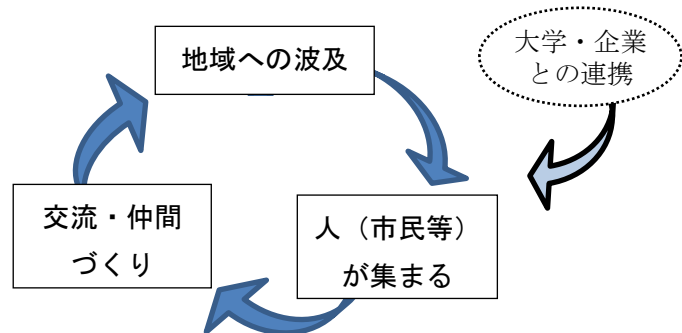 地域への波及
大学・企業
との連携
交流・仲間
づくり
人（市民等）
が集まる